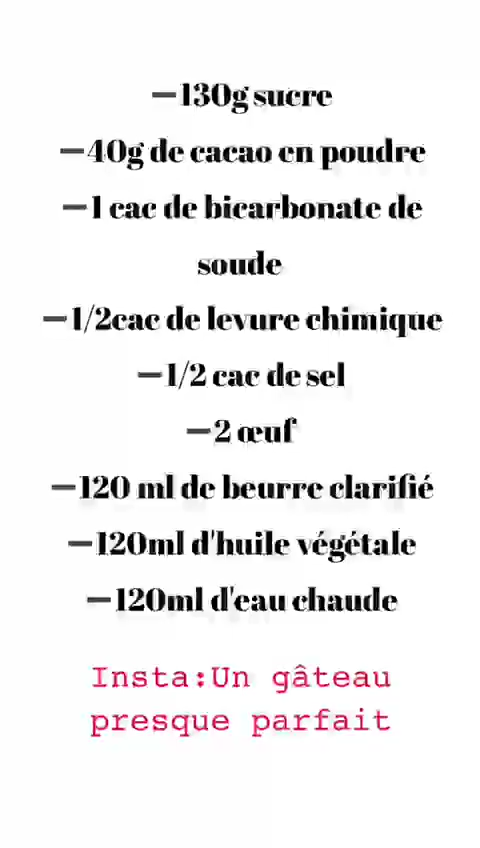 —130g sucre
—40g de cacao en poudre
—1 cac de bicarbonate de
soude
—1/2cac de levure chimique
—1/2 cac de sel
—2 œuf
—120 ml de beurre clarifié
—120ml d'huile végétale
—120ml d'eau chaude
Insta:Un gâteau
presque parfait